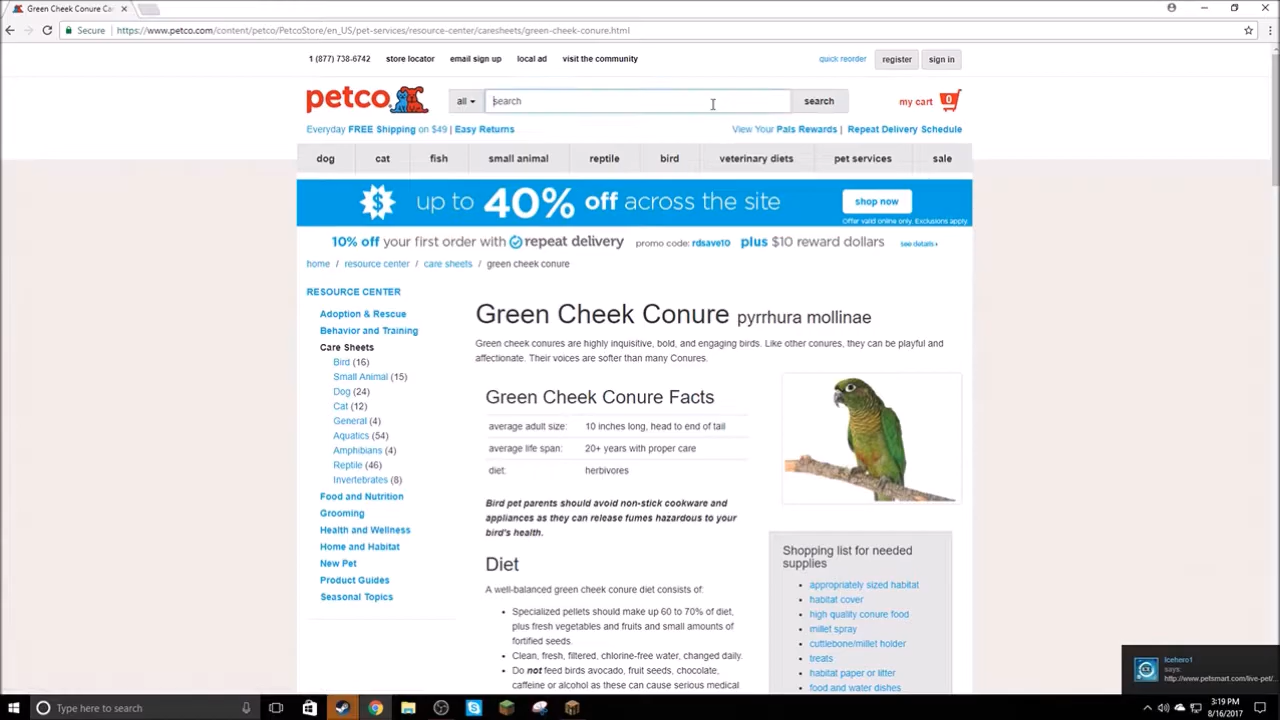 Green Cheek Conure Ca
Secure https://www.petco.com/content/petco/PetcoStore/en_US/pet-services/resource-center/caresheets/green-cheek-conure.html
1 (877) 738-6742 store locator email sign up local ad visit the community quick reorder register sign in
petco all search search my cart 0
Everyday FREE Shipping on $49 | Easy Returns View Your Pals Rewards | Repeat Delivery Schedule
dog cat fish small animal reptile bird veterinary diets pet services sale
$ up to 40% off across the site shop now
Offer valid online only. Exclusions apply.
10% off your first order with repeat delivery promo code: rdsave10 plus $10 reward dollars see details ›
home / resource center / care sheets / green cheek conure
RESOURCE CENTER
Adoption & Rescue
Behavior and Training
Care Sheets
Bird (16)
Small Animal (15)
Dog (24)
Cat (12)
General (4)
Aquatics (54)
Amphibians (4)
Reptile (46)
Invertebrates (8)
Food and Nutrition
Grooming
Health and Wellness
Home and Habitat
New Pet
Product Guides
Seasonal Topics
Green Cheek Conure pyrrhura mollinae
Green cheek conures are highly inquisitive, bold, and engaging birds. Like other conures, they can be playful and
affectionate. Their voices are softer than many Conures.
Green Cheek Conure Facts
average adult size: 10 inches long, head to end of tail
average life span: 20+ years with proper care
diet: herbivores
Bird pet parents should avoid non-stick cookware and
appliances as they can release fumes hazardous to your
bird's health.
Diet
A well-balanced green cheek conure diet consists of:
• Specialized pellets should make up 60 to 70% of diet,
plus fresh vegetables and fruits and small amounts of
fortified seeds.
• Clean, fresh, filtered, chlorine-free water, changed daily.
• Do not feed birds avocado, fruit seeds, chocolate,
caffeine or alcohol as these can cause serious medical
Shopping list for needed
supplies
• appropriately sized habitat
• habitat cover
• high quality conure food
• millet spray
• cuttlebone/millet holder
• treats
• habitat paper or litter
• food and water dishes
Icehero1
says:
http://www.petsmart.com/live-pet/...
Type here to search
3:19 PM
8/16/2017